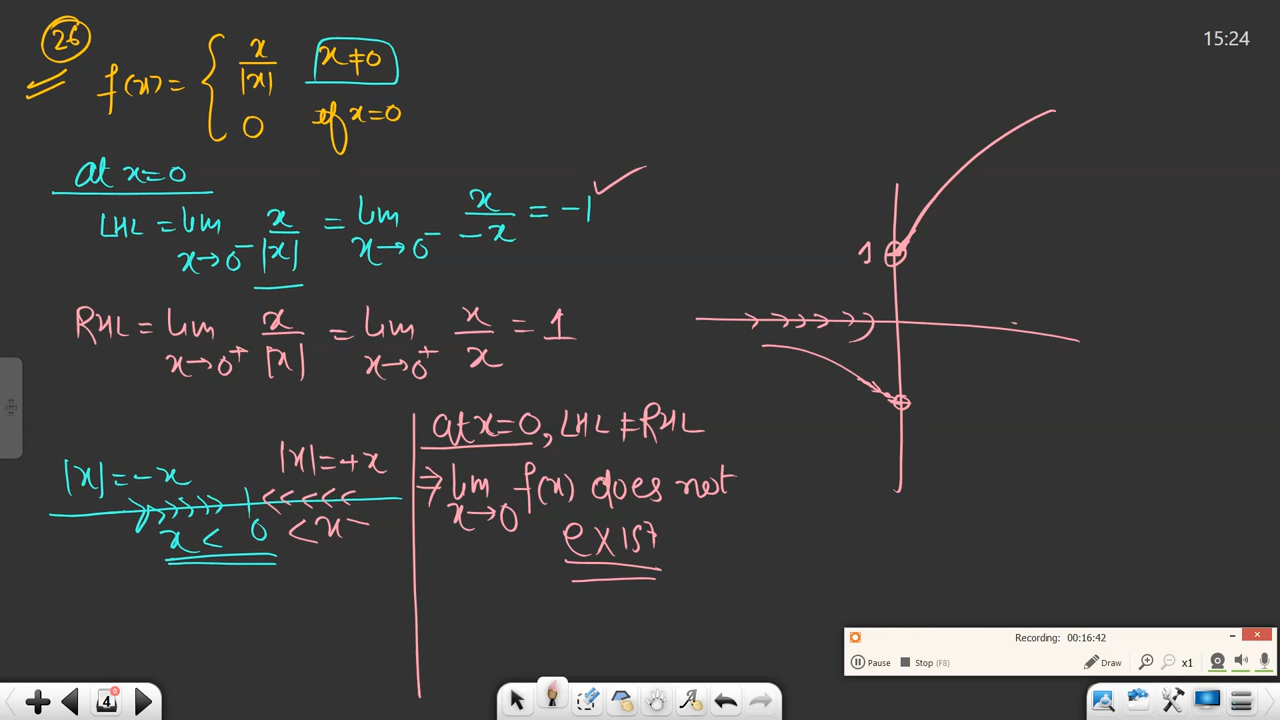 26
15:24
f(x) = { x/|x| x≠0
0 if x=0
at x=0
LHL = lim x→0⁻ x/|x| = lim x→0⁻ x/-x = -1
RHL = lim x→0⁺ x/|x| = lim x→0⁺ x/x = 1
|x|=-x |x|=+x
x< 0 <x
at x=0, LHL ≠ RHL
⇒ lim x→0 f(x) does not
exist
1
Recording: 00:16:42
Pause Stop (F8) Draw x1
4 0